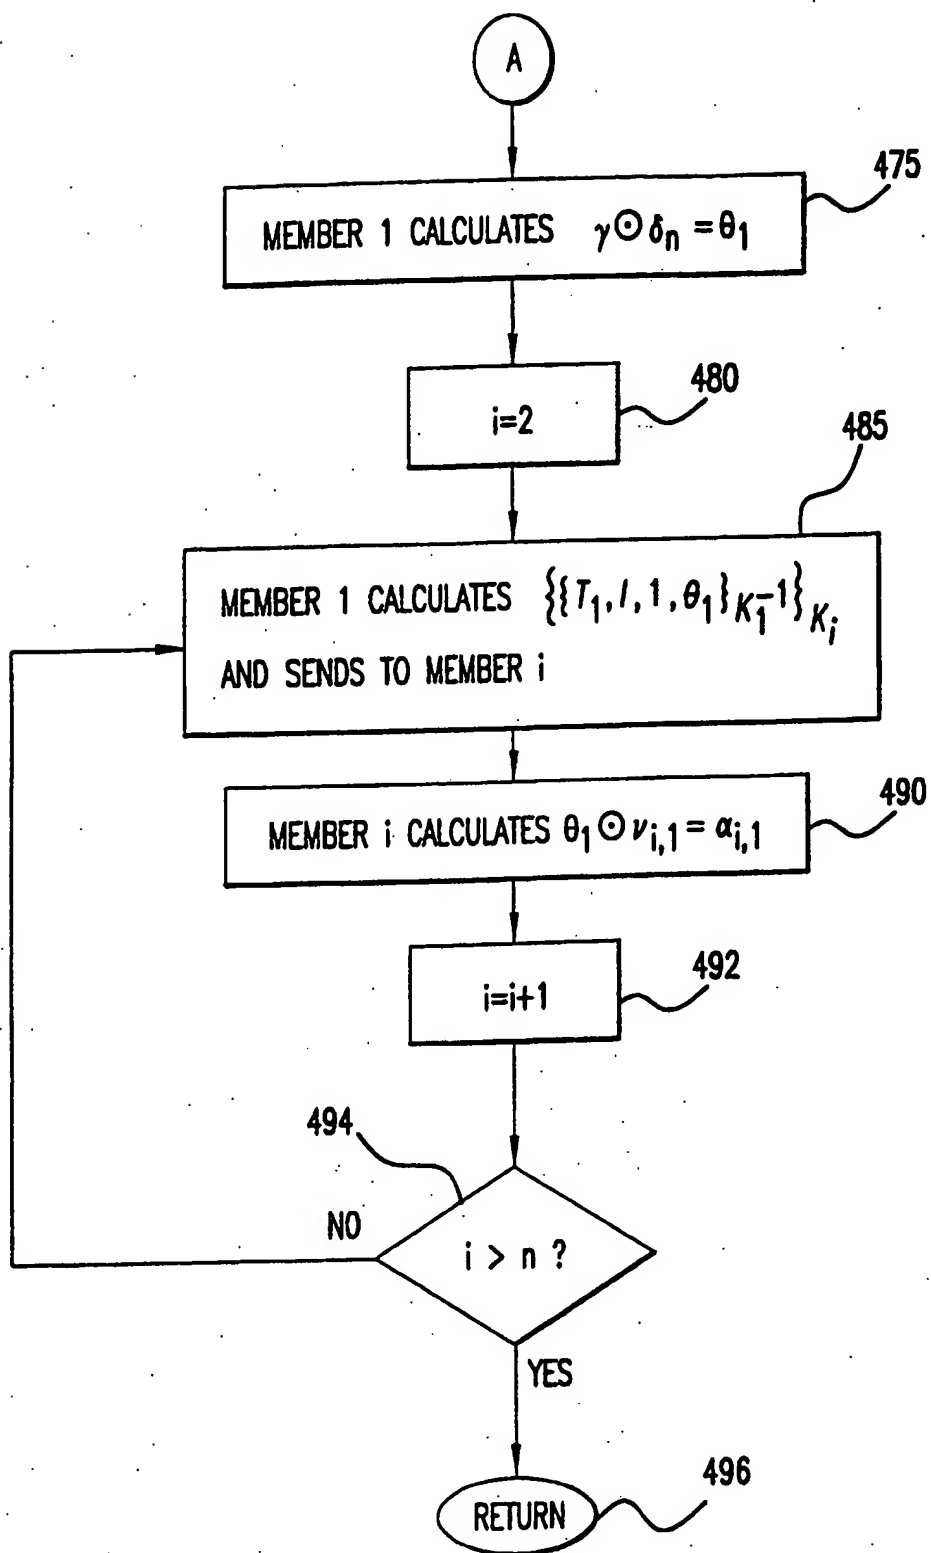 A
475
MEMBER 1 CALCULATES γ⊙δn = θ1
480
i=2
485
MEMBER 1 CALCULATES {{T1, I, 1, θ1}K1^-1}Ki
AND SENDS TO MEMBER i
490
MEMBER i CALCULATES θ1⊙νi,1 = αi,1
492
i=i+1
494
NO
i > n ?
YES
496
RETURN